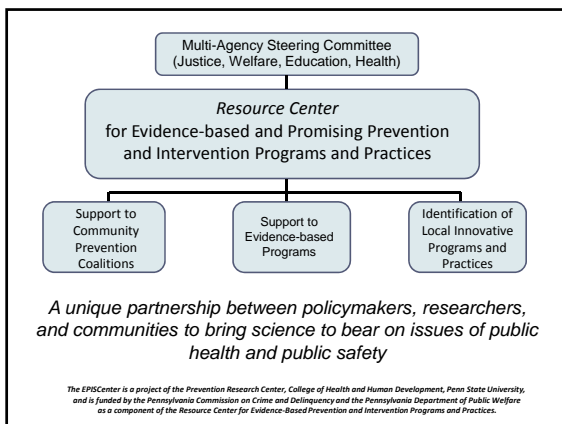 Multi-Agency Steering Committee
(Justice, Welfare, Education, Health)
Resource Center
for Evidence-based and Promising Prevention
and Intervention Programs and Practices
Support to
Community
Prevention
Coalitions
Support to
Evidence-based
Programs
Identification of
Local Innovative
Programs and
Practices
A unique partnership between policymakers, researchers,
and communities to bring science to bear on issues of public
health and public safety
The EPISCenter is a project of the Prevention Research Center, College of Health and Human Development, Penn State University,
and is funded by the Pennsylvania Commission on Crime and Delinquency and the Pennsylvania Department of Public Welfare
as a component of the Resource Center for Evidence-Based Prevention and Intervention Programs and Practices.